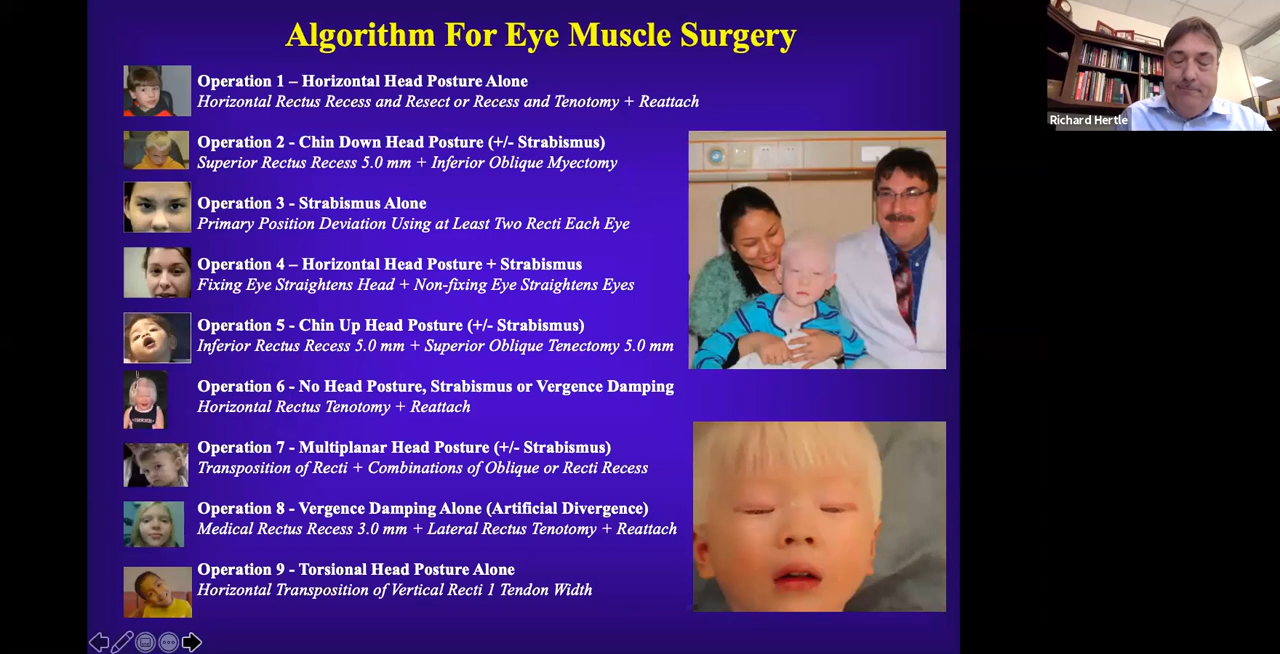 Algorithm For Eye Muscle Surgery
Operation 1 – Horizontal Head Posture Alone
Horizontal Rectus Recess and Resect or Recess and Tenotomy + Reattach
Operation 2 - Chin Down Head Posture (+/- Strabismus)
Superior Rectus Recess 5.0 mm + Inferior Oblique Myectomy
Operation 3 - Strabismus Alone
Primary Position Deviation Using at Least Two Recti Each Eye
Operation 4 – Horizontal Head Posture + Strabismus
Fixing Eye Straightens Head + Non-fixing Eye Straightens Eyes
Operation 5 - Chin Up Head Posture (+/- Strabismus)
Inferior Rectus Recess 5.0 mm + Superior Oblique Tenectomy 5.0 mm
Operation 6 - No Head Posture, Strabismus or Vergence Damping
Horizontal Rectus Tenotomy + Reattach
Operation 7 - Multiplanar Head Posture (+/- Strabismus)
Transposition of Recti + Combinations of Oblique or Recti Recess
Operation 8 - Vergence Damping Alone (Artificial Divergence)
Medical Rectus Recess 3.0 mm + Lateral Rectus Tenotomy + Reattach
Operation 9 - Torsional Head Posture Alone
Horizontal Transposition of Vertical Recti 1 Tendon Width
Richard Hertle